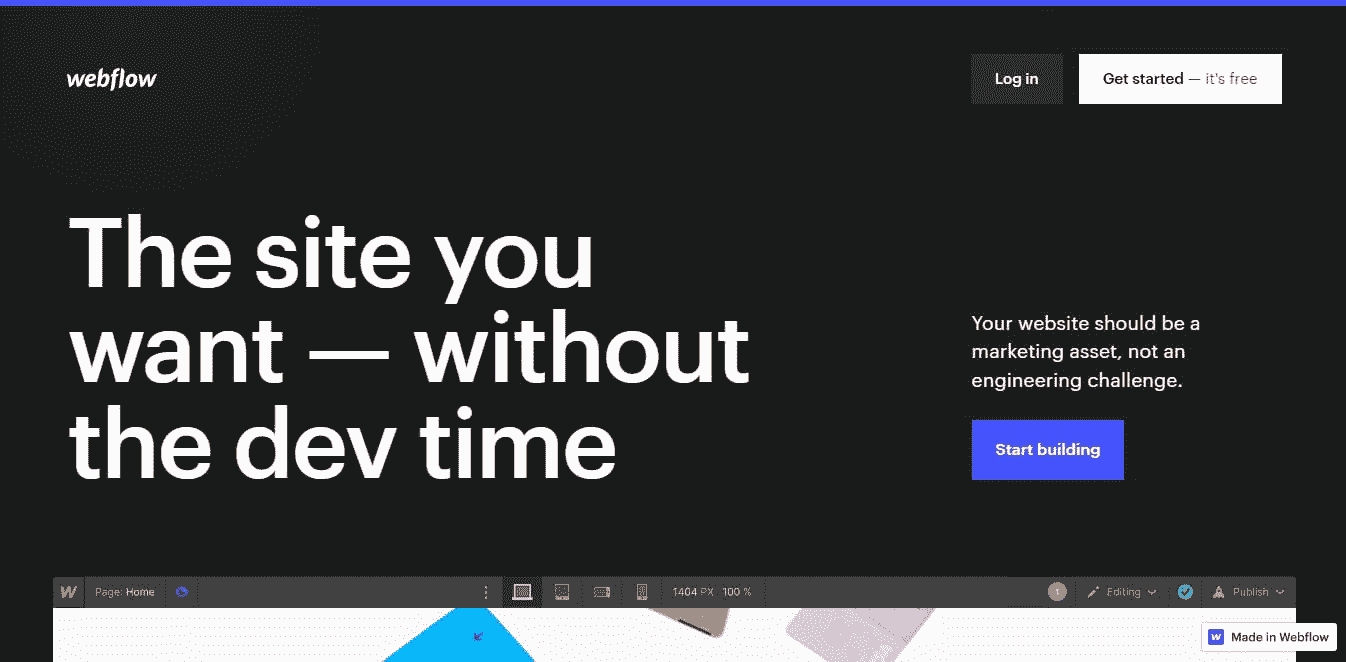 webflow
Log in
Get started — it's free
The site you
want — without
the dev time
Your website should be a
marketing asset, not an
engineering challenge.
Start building
W
Page: Home
1404 PX 100 %
1
Editing
Publish
W Made in Webflow